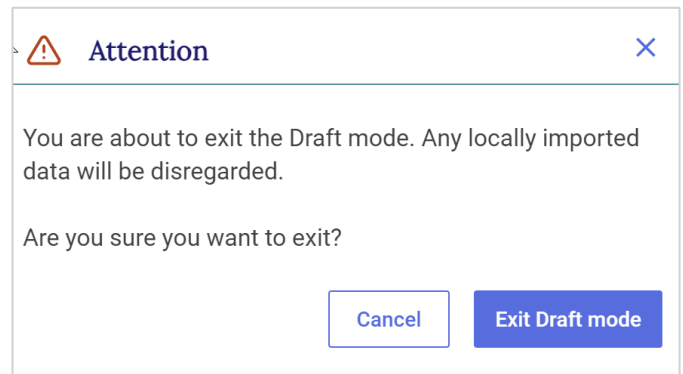 Attention
You are about to exit the Draft mode. Any locally imported
data will be disregarded.
Are you sure you want to exit?
Cancel
Exit Draft mode